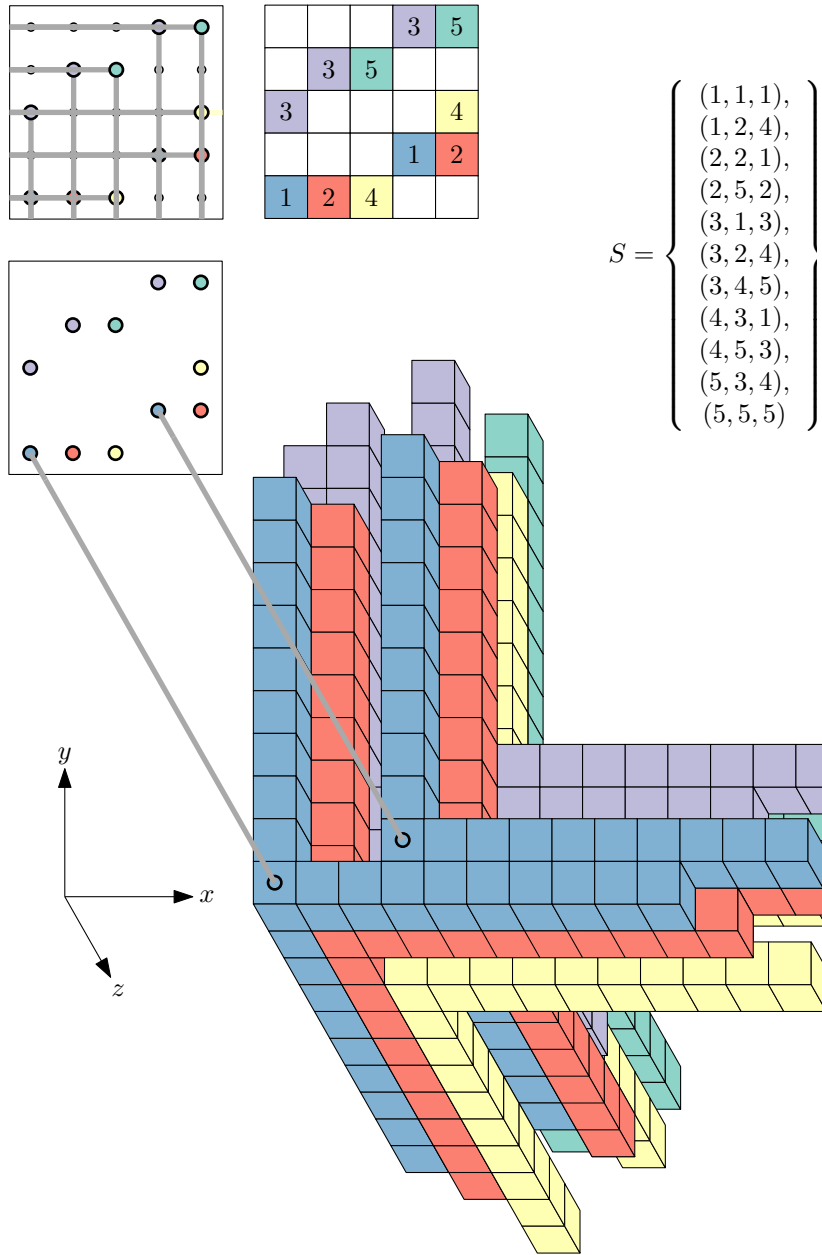 3 5
3 5
3 4
1 2
1 2 4
S = { (1, 1, 1),
(1, 2, 4),
(2, 2, 1),
(2, 5, 2),
(3, 1, 3),
(3, 2, 4),
(3, 4, 5),
(4, 3, 1),
(4, 5, 3),
(5, 3, 4),
(5, 5, 5) }
y
x
z